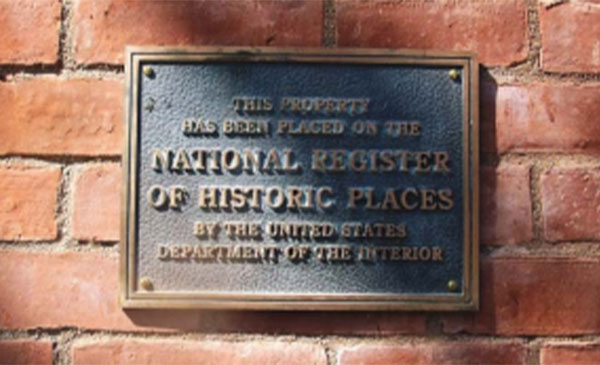 THIS PROPERTY
HAS BEEN PLACED ON THE
NATIONAL REGISTER
OF HISTORIC PLACES
BY THE UNITED STATES
DEPARTMENT OF THE INTERIOR